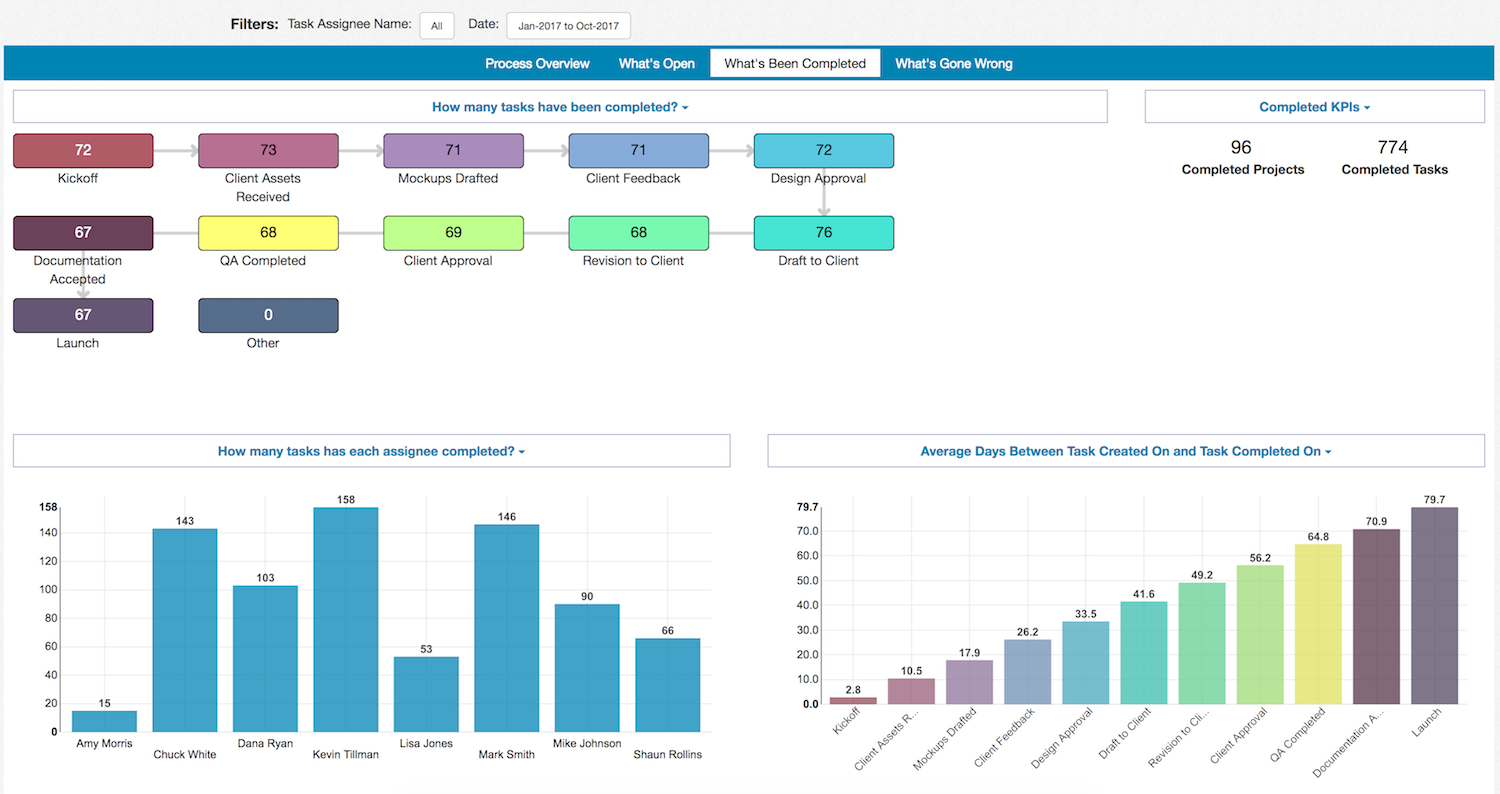 Filters: Task Assignee Name: All Date: Jan-2017 to Oct-2017
Process Overview What's Open What's Been Completed What's Gone Wrong
How many tasks have been completed?
Completed KPIs
72 73 71 71 72
Kickoff Client Assets Received Mockups Drafted Client Feedback Design Approval
96 774
Completed Projects Completed Tasks
67 68 69 68 76
Documentation Accepted QA Completed Client Approval Revision to Client Draft to Client
67 0
Launch Other
How many tasks has each assignee completed?
158
140
120
100
80
60
40
20
0
15 143 103 158 53 146 90 66
Amy Morris Chuck White Dana Ryan Kevin Tillman Lisa Jones Mark Smith Mike Johnson Shaun Rollins
Average Days Between Task Created On and Task Completed On
79.7
70.0
60.0
50.0
40.0
30.0
20.0
10.0
0.0
2.8 10.5 17.9 26.2 33.5 41.6 49.2 56.2 64.8 70.9 79.7
Kickoff Client Assets R... Mockups Drafted Client Feedback Design Approval Draft to Client Revision to Cli... Client Approval QA Completed Documentation A... Launch